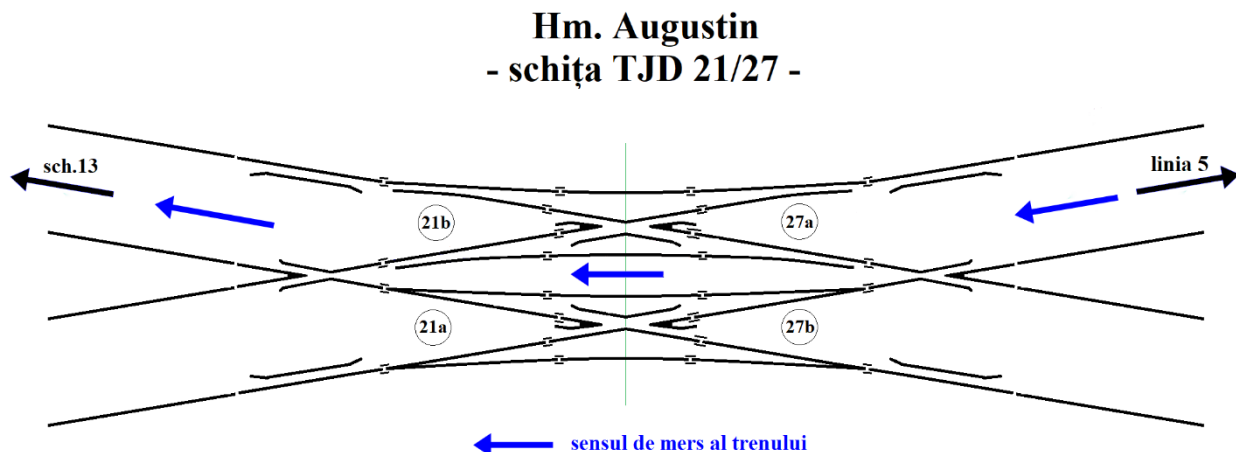 Hm. Augustin
- schița TJD 21/27 -
sch.13
linia 5
21b
27a
21a
27b
sensul de mers al trenului